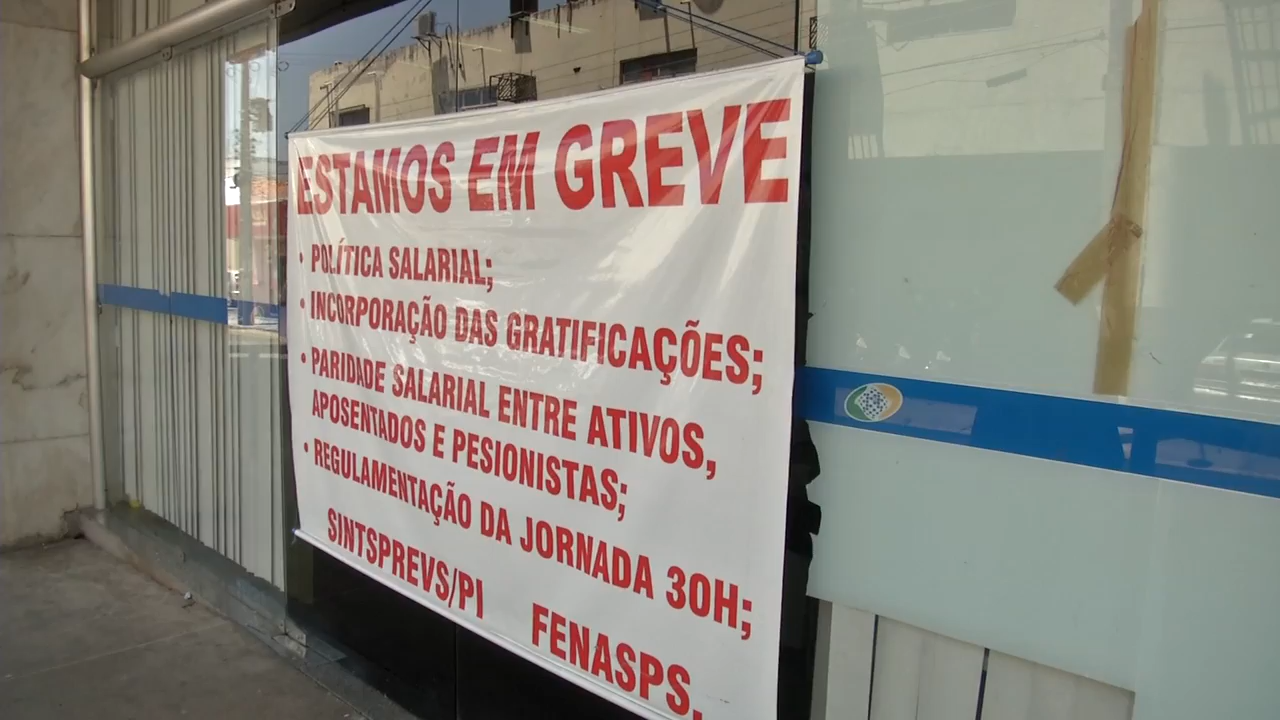 ESTAMOS EM GREVE
• POLÍTICA SALARIAL;
• INCORPORAÇÃO DAS GRATIFICAÇÕES;
• PARIDADE SALARIAL ENTRE ATIVOS,
APOSENTADOS E PESIONISTAS;
• REGULAMENTAÇÃO DA JORNADA 30H;
SINTSPREVS/PI FENASPS.